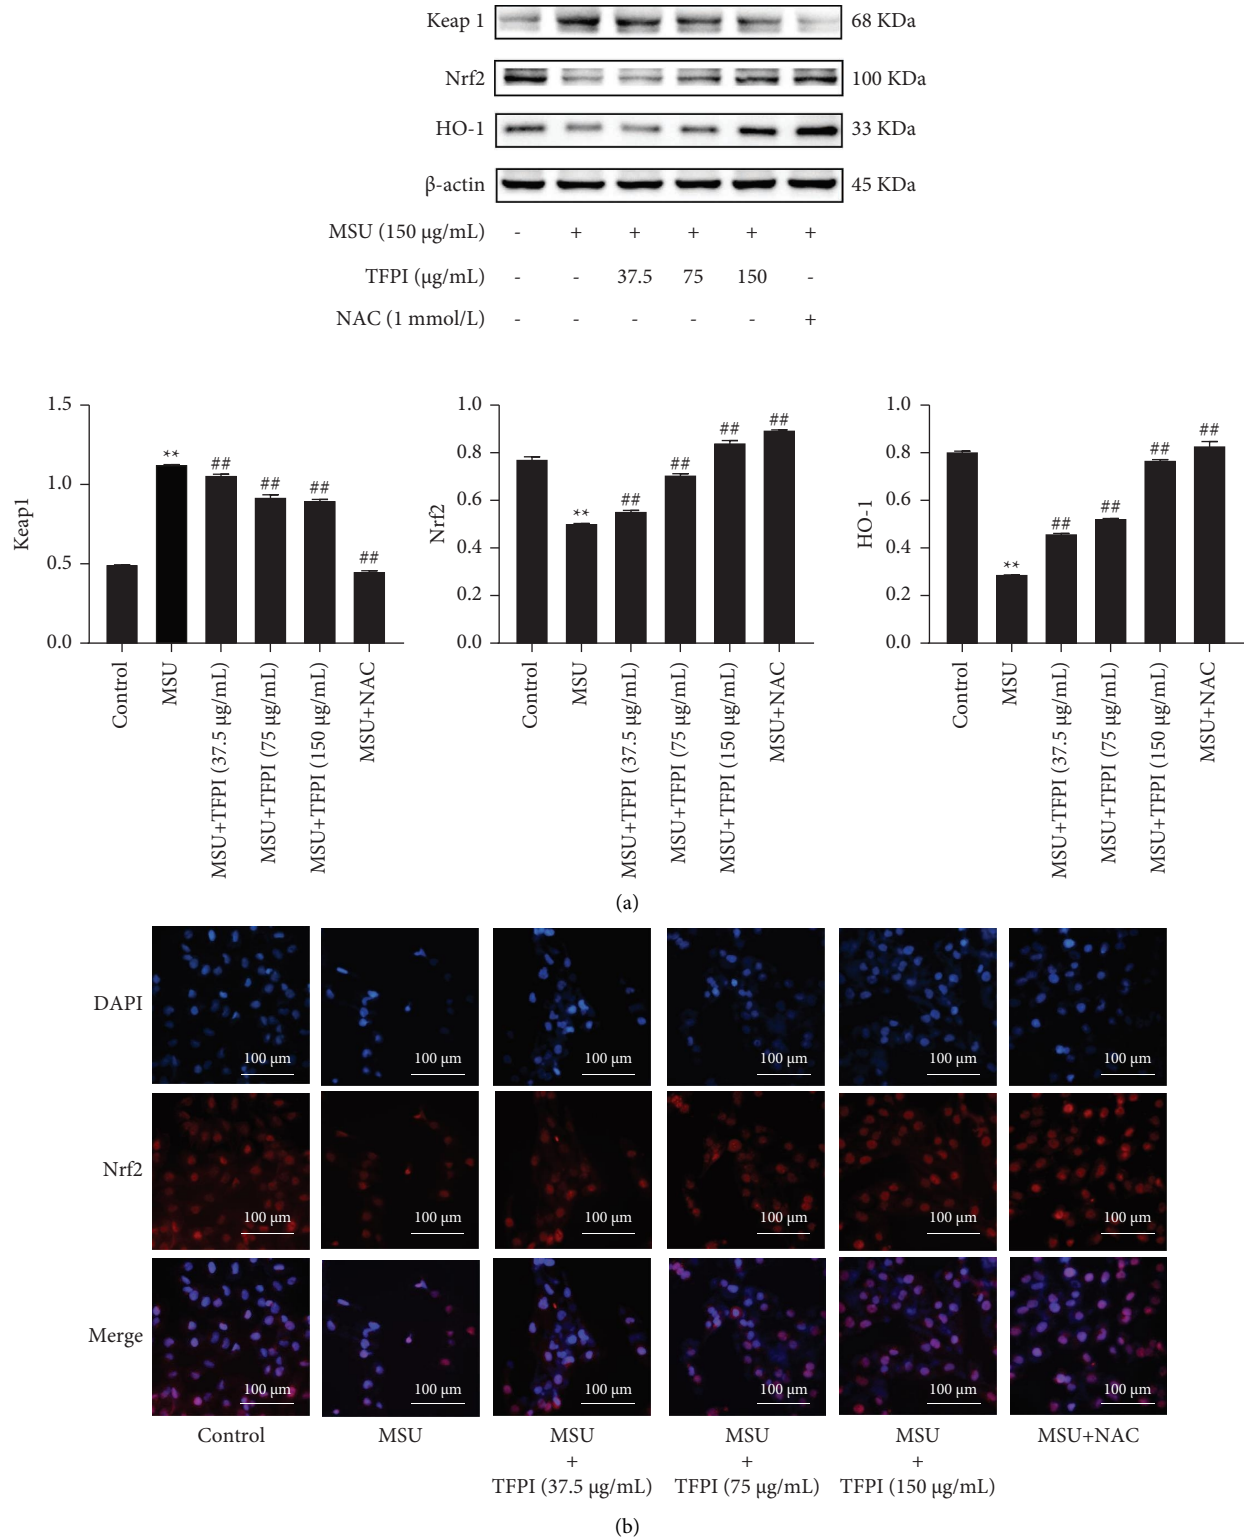 Keap 1 68 KDa
Nrf2 100 KDa
HO-1 33 KDa
β-actin 45 KDa
MSU (150 μg/mL) - + + + + +
TFPI (μg/mL) - - 37.5 75 150 -
NAC (1 mmol/L) - - - - - +
Keap1
1.5
1.0
0.5
0.0
**
##
##
##
##
Control
MSU
MSU+TFPI (37.5 μg/mL)
MSU+TFPI (75 μg/mL)
MSU+TFPI (150 μg/mL)
MSU+NAC
Nrf2
1.0
0.8
0.6
0.4
0.2
0.0
**
##
##
##
##
Control
MSU
MSU+TFPI (37.5 μg/mL)
MSU+TFPI (75 μg/mL)
MSU+TFPI (150 μg/mL)
MSU+NAC
HO-1
1.0
0.8
0.6
0.4
0.2
0.0
**
##
##
##
##
Control
MSU
MSU+TFPI (37.5 μg/mL)
MSU+TFPI (75 μg/mL)
MSU+TFPI (150 μg/mL)
MSU+NAC
(a)
DAPI
100 μm 100 μm 100 μm 100 μm 100 μm 100 μm
Nrf2
100 μm 100 μm 100 μm 100 μm 100 μm 100 μm
Merge
100 μm 100 μm 100 μm 100 μm 100 μm 100 μm
Control
MSU
MSU
+
TFPI (37.5 μg/mL)
MSU
+
TFPI (75 μg/mL)
MSU
+
TFPI (150 μg/mL)
MSU+NAC
(b)